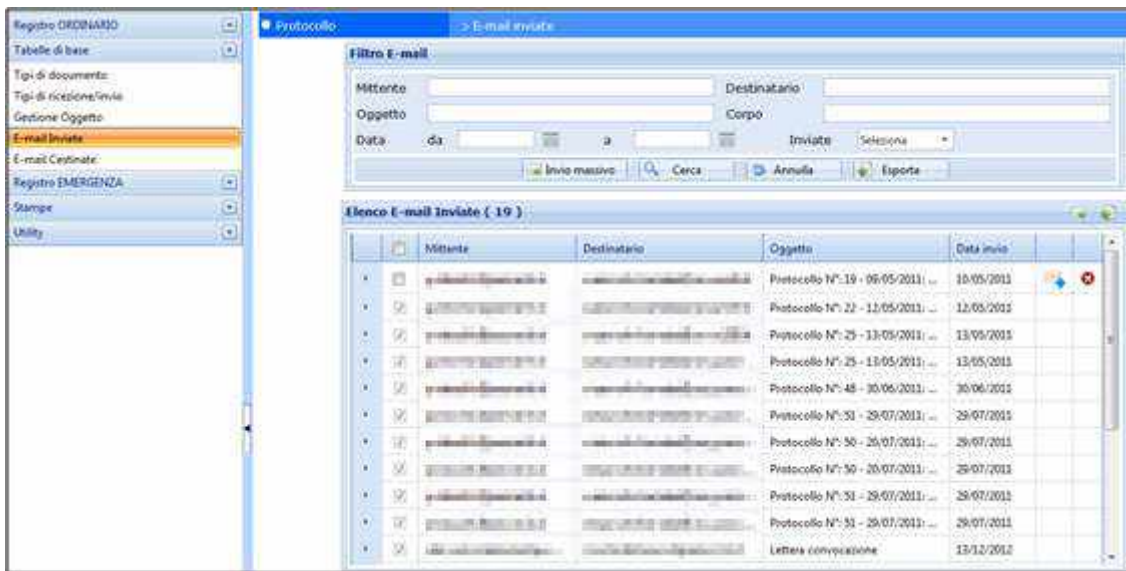 Registro ORDINARIO
Tabelle di base
Tipi di documento
Tipi di ricezione/invio
Gestione Oggetto
E-mail Inviate
E-mail Cestinate
Registro EMERGENZA
Stampe
Utility
Protocollo > E-mail inviate
Filtro E-mail
Mittente Destinatario
Oggetto Corpo
Data da a Inviate Seleziona
Invio massivo Cerca Annulla Esporta
Elenco E-mail Inviate ( 19 )
Mittente Destinatario Oggetto Data invio
Protocollo N°: 19 - 09/05/2011: ... 10/05/2011
Protocollo N°: 22 - 12/05/2011: ... 12/05/2011
Protocollo N°: 25 - 13/05/2011: ... 13/05/2011
Protocollo N°: 25 - 13/05/2011: ... 13/05/2011
Protocollo N°: 48 - 30/06/2011: ... 30/06/2011
Protocollo N°: 51 - 29/07/2011: ... 29/07/2011
Protocollo N°: 50 - 20/07/2011: ... 29/07/2011
Protocollo N°: 50 - 20/07/2011: ... 29/07/2011
Protocollo N°: 51 - 29/07/2011: ... 29/07/2011
Protocollo N°: 51 - 29/07/2011: ... 29/07/2011
Lettera convocazione 13/12/2012